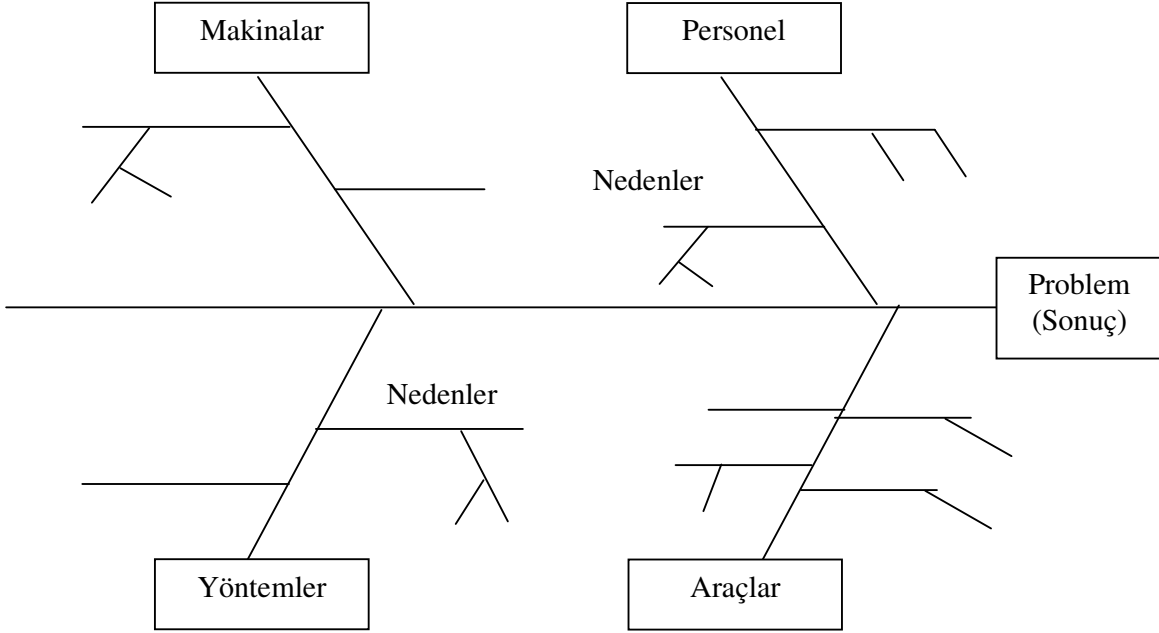 Makinalar
Personel
Nedenler
Problem
(Sonuç)
Nedenler
Yöntemler
Araçlar